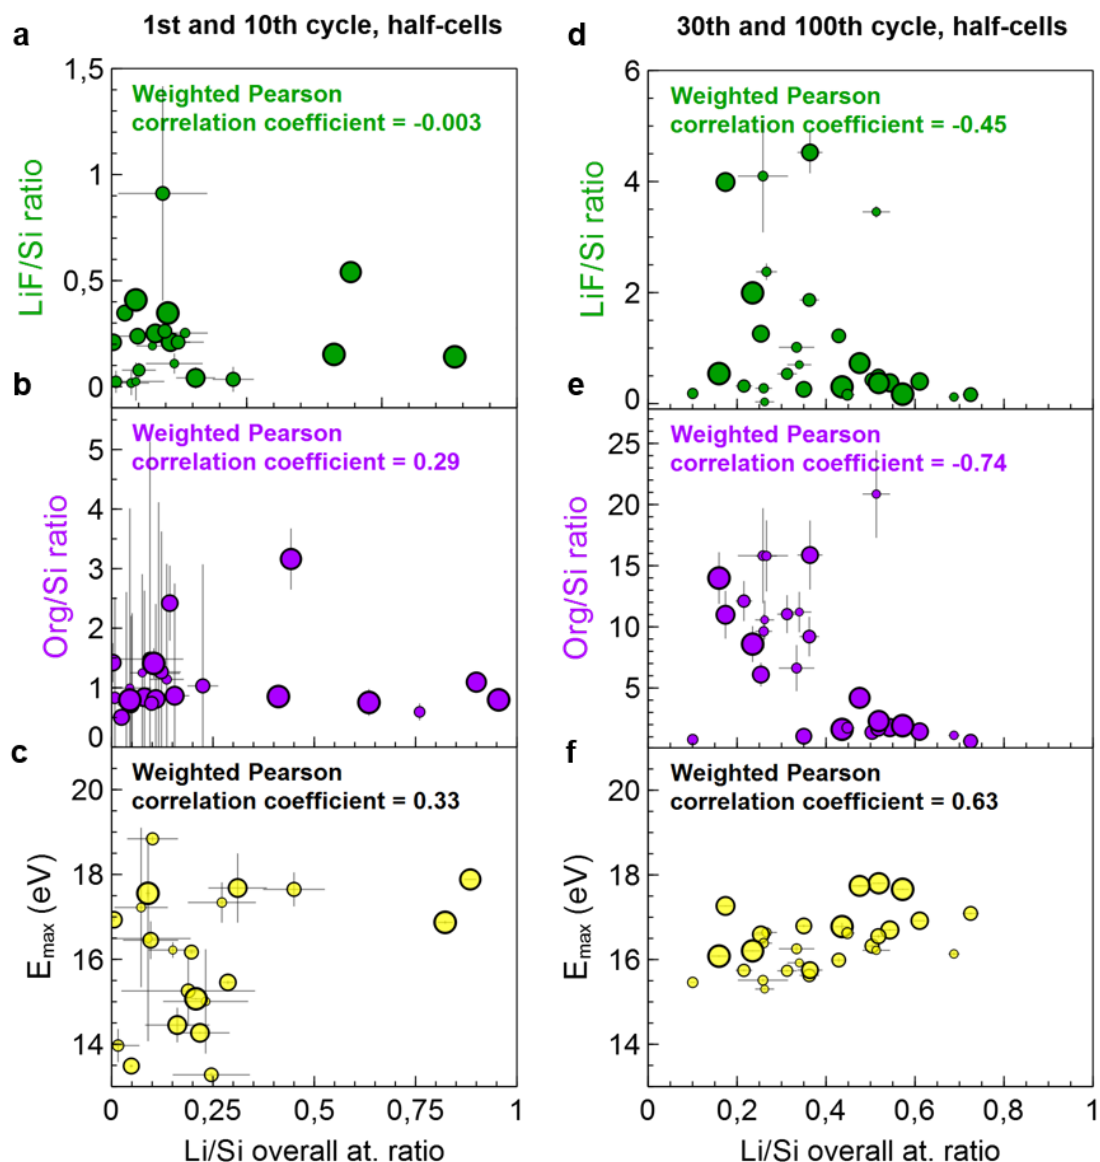 a
1st and 10th cycle, half-cells
1,5
1
0,5
0
LiF/Si ratio
Weighted Pearson
correlation coefficient = -0.003
b
5
4
3
2
1
0
Org/Si ratio
Weighted Pearson
correlation coefficient = 0.29
c
20
18
16
14
Emax (eV)
Weighted Pearson
correlation coefficient = 0.33
0
0,25
0,5
0,75
1
Li/Si overall at. ratio
d
30th and 100th cycle, half-cells
6
4
2
0
LiF/Si ratio
Weighted Pearson
correlation coefficient = -0.45
e
25
20
15
10
5
Org/Si ratio
Weighted Pearson
correlation coefficient = -0.74
f
20
18
16
14
Emax (eV)
Weighted Pearson
correlation coefficient = 0.63
0
0,2
0,4
0,6
0,8
1
Li/Si overall at. ratio